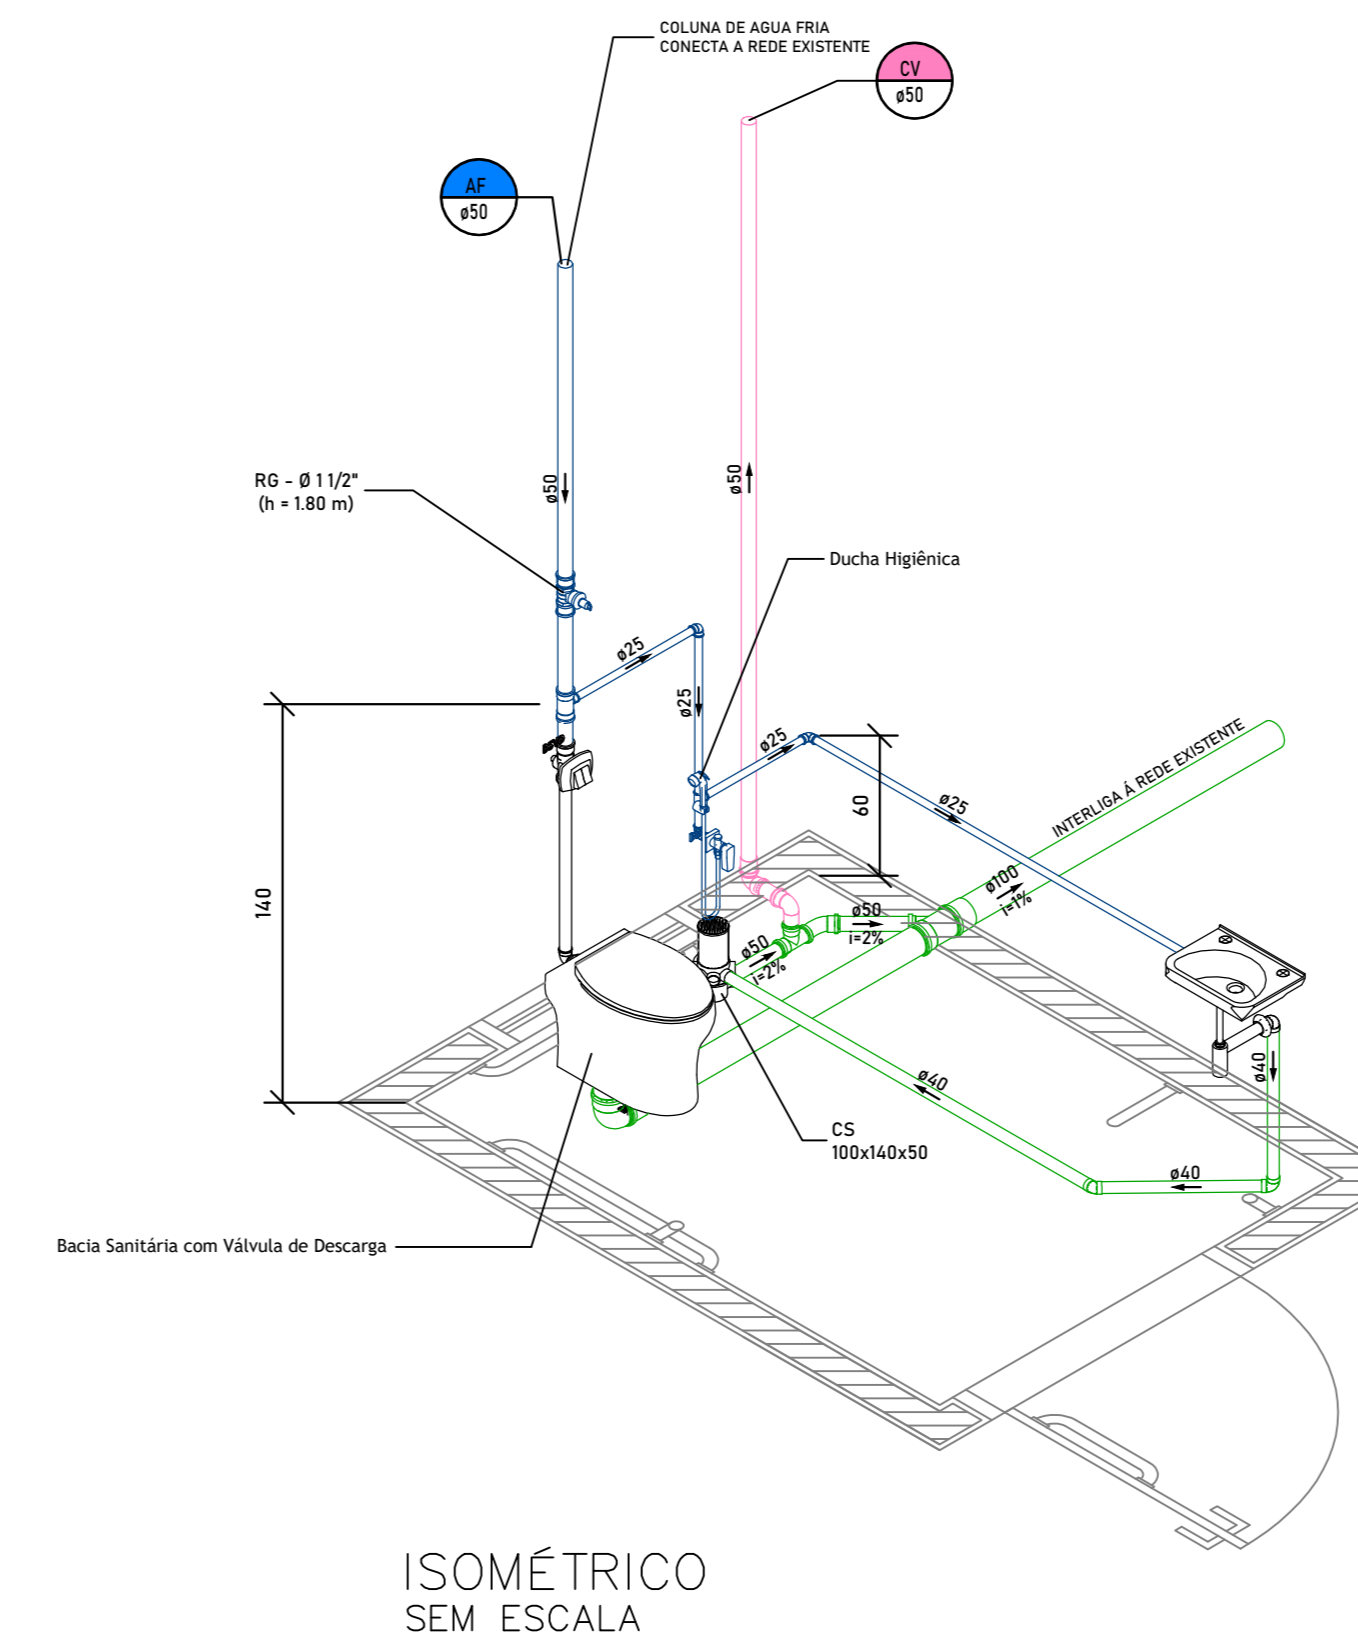 COLUNA DE AGUA FRIA
CONECTA A REDE EXISTENTE
CV
ø50
AF
ø50
RG - Ø 1 1/2"
(h = 1.80 m)
ø50
ø50
Ducha Higiênica
ø25
ø25
ø25
ø25
60
INTERLIGA Á REDE EXISTENTE
140
ø100
i=1%
ø50
i=2%
ø50
i=2%
ø40
ø40
ø40
CS
100x140x50
Bacia Sanitária com Válvula de Descarga
ISOMÉTRICO
SEM ESCALA